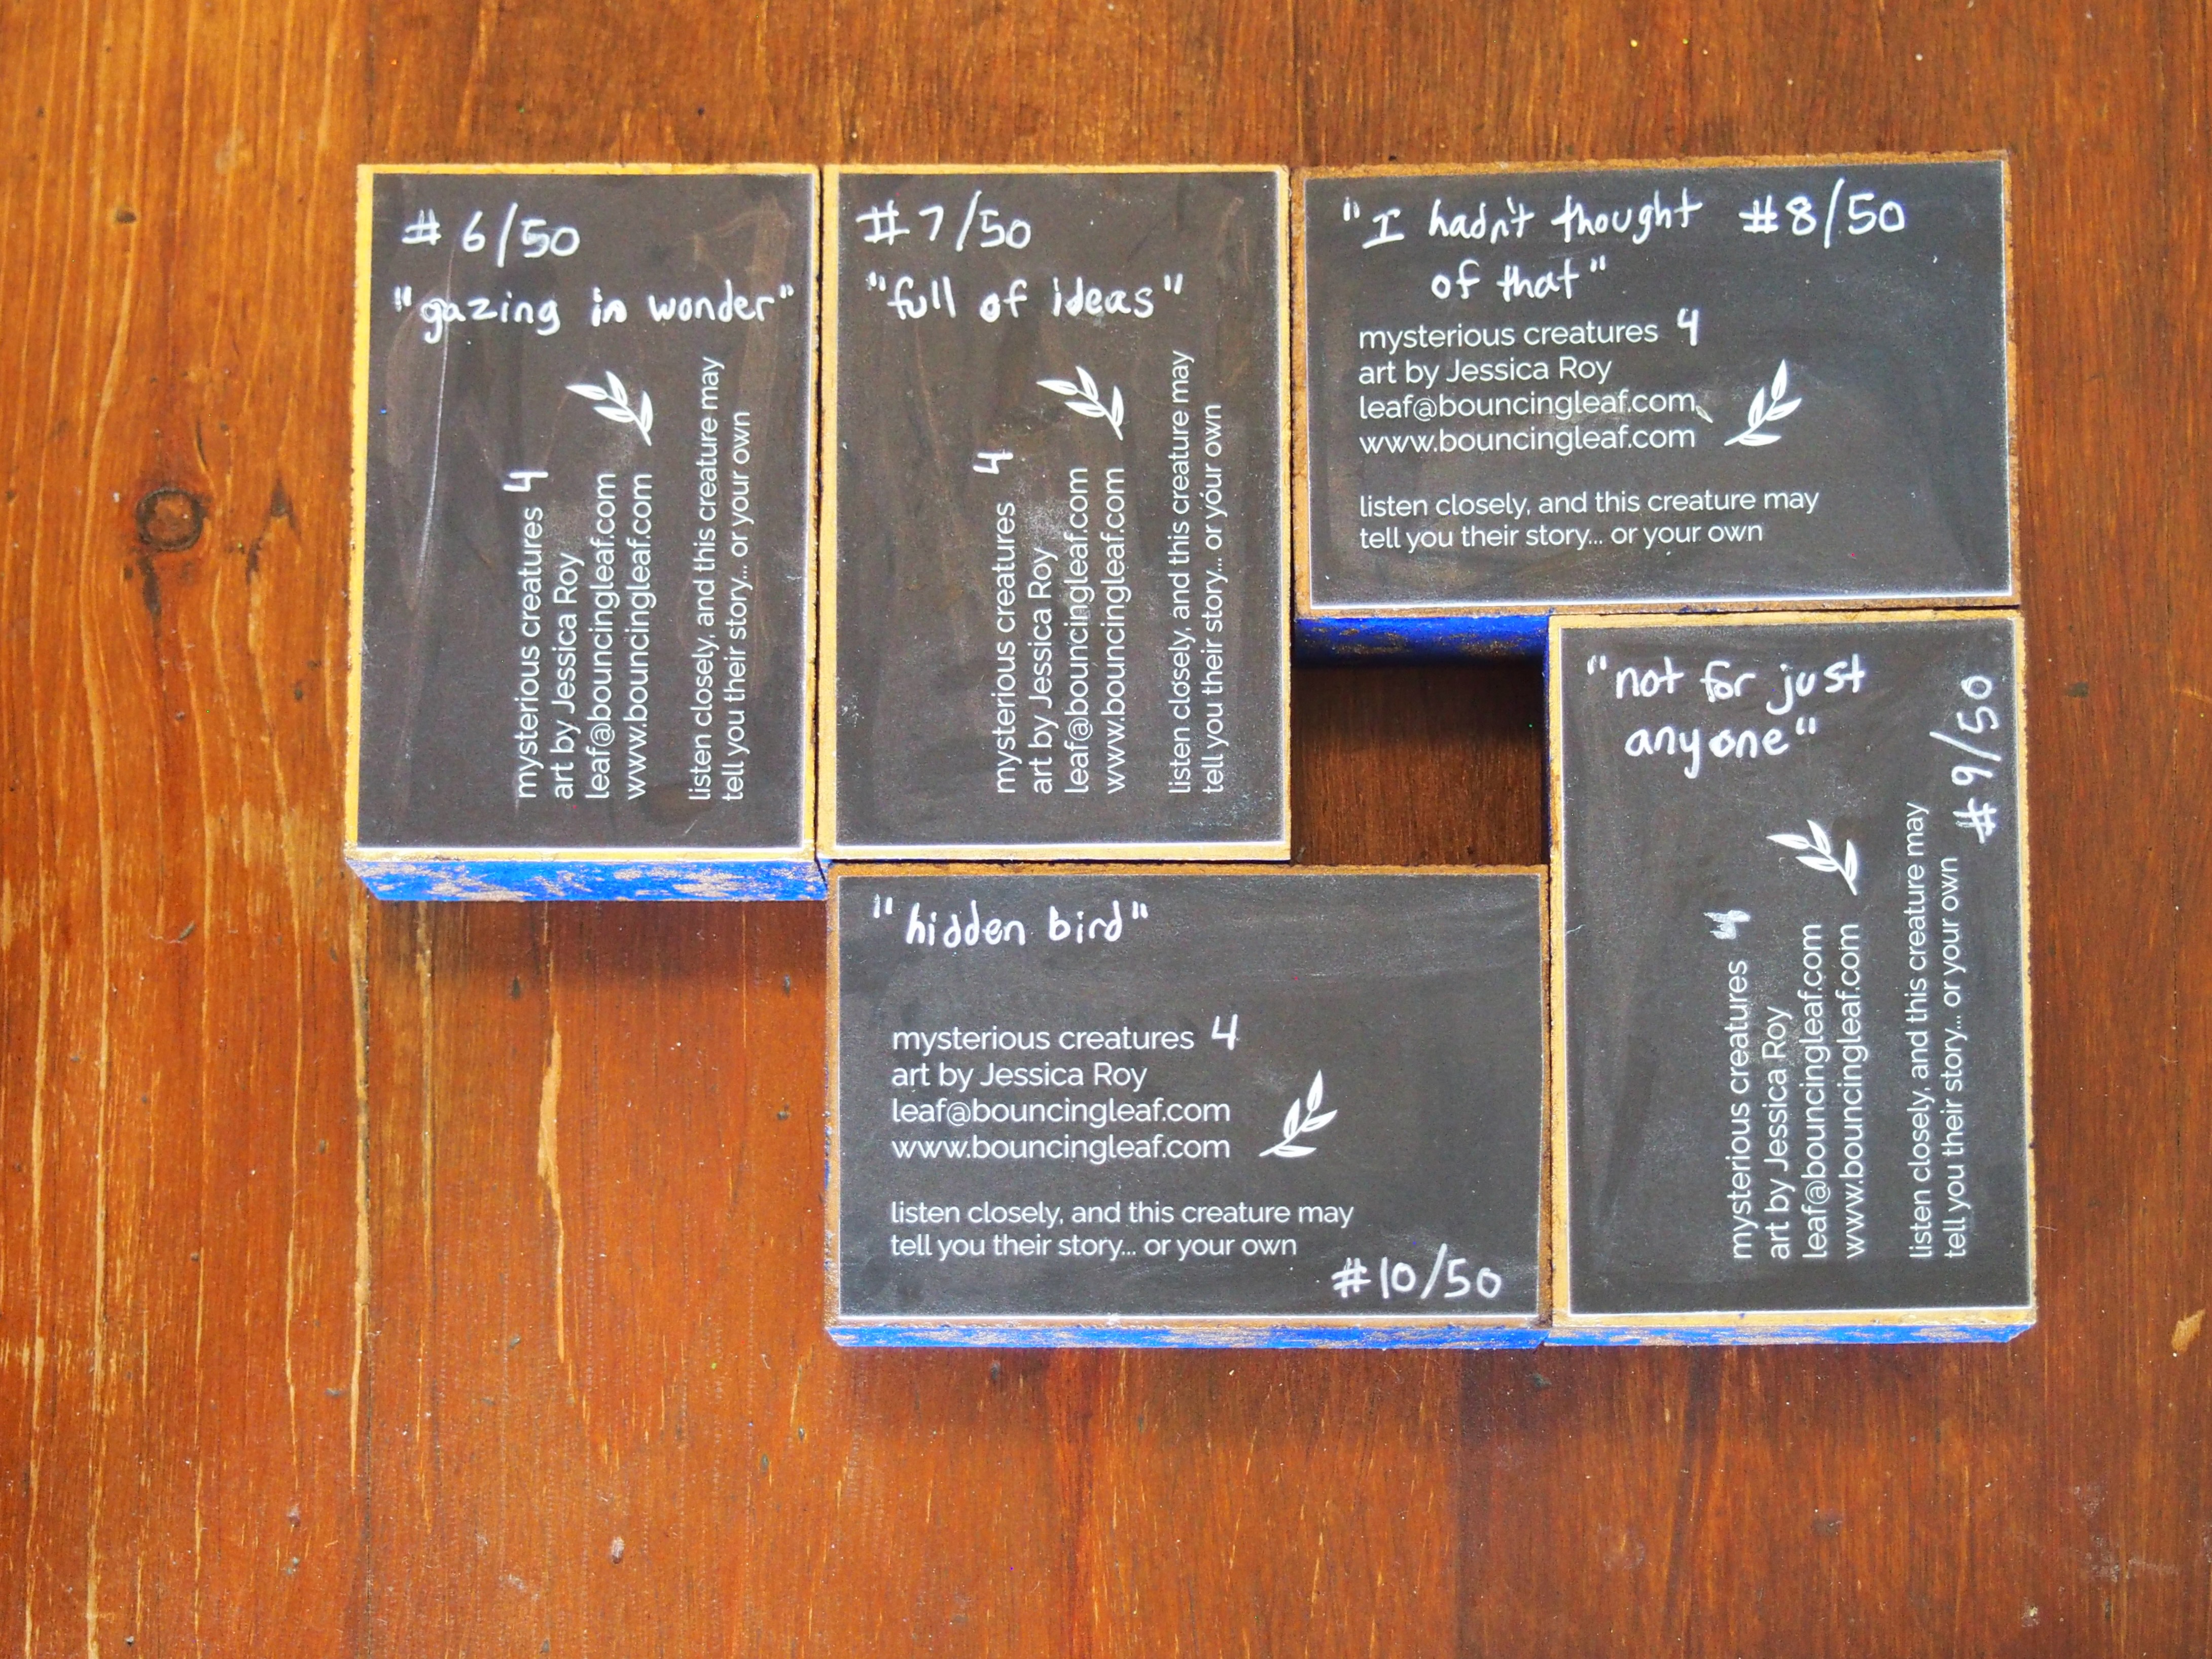 #6/50
"gazing in wonder"
mysterious creatures 4
art by Jessica Roy
leaf@bouncingleaf.com
www.bouncingleaf.com
listen closely, and this creature may
tell you their story... or your own
#7/50
"full of ideas"
mysterious creatures 4
art by Jessica Roy
leaf@bouncingleaf.com
www.bouncingleaf.com
listen closely, and this creature may
tell you their story... or your own
"I hadn't thought #8/50
of that"
mysterious creatures 4
art by Jessica Roy
leaf@bouncingleaf.com
www.bouncingleaf.com
listen closely, and this creature may
tell you their story... or your own
"not for just
anyone"
#9/50
mysterious creatures 4
art by Jessica Roy
leaf@bouncingleaf.com
www.bouncingleaf.com
listen closely, and this creature may
tell you their story... or your own
"hidden bird"
mysterious creatures 4
art by Jessica Roy
leaf@bouncingleaf.com
www.bouncingleaf.com
listen closely, and this creature may
tell you their story... or your own
#10/50